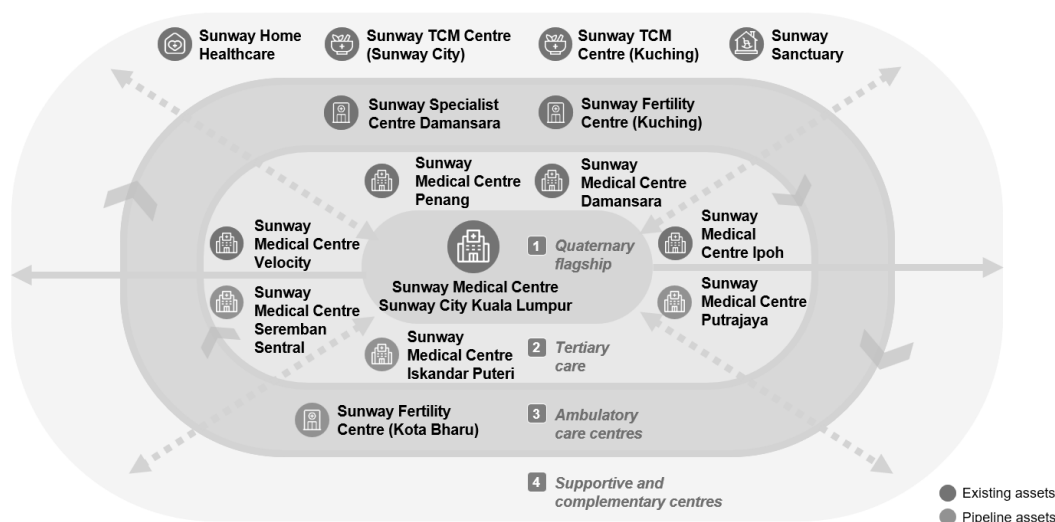 Sunway Home
Healthcare
Sunway TCM Centre
(Sunway City)
Sunway TCM
Centre (Kuching)
Sunway
Sanctuary
Sunway Specialist
Centre Damansara
Sunway Fertility
Centre (Kuching)
Sunway
Medical Centre
Penang
Sunway
Medical Centre
Damansara
Sunway
Medical Centre
Velocity
1 Quaternary
flagship
Sunway
Medical
Centre Ipoh
Sunway Medical Centre
Sunway City Kuala Lumpur
Sunway
Medical Centre
Seremban
Sentral
Sunway
Medical Centre
Putrajaya
Sunway
Medical Centre
Iskandar Puteri
2 Tertiary
care
Sunway Fertility
Centre (Kota Bharu)
3 Ambulatory
care centres
4 Supportive and
complementary centres
Existing assets
Pipeline assets